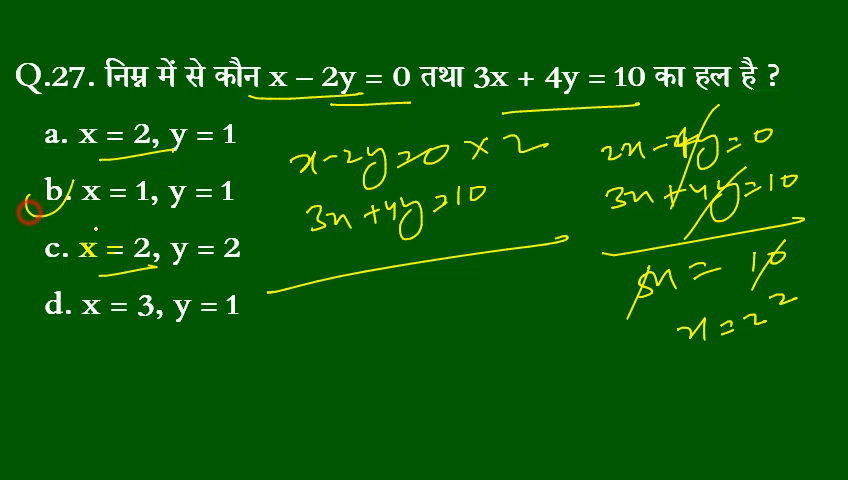 Q.27. निम्न में से कौन x – 2y = 0 तथा 3x + 4y = 10 का हल है ?
a. x = 2, y = 1
b. x = 1, y = 1
c. x = 2, y = 2
d. x = 3, y = 1
x-2y=0 × 2
3x+4y=10
2x-4y=0
3x+4y=10
5x = 10 2
x=2